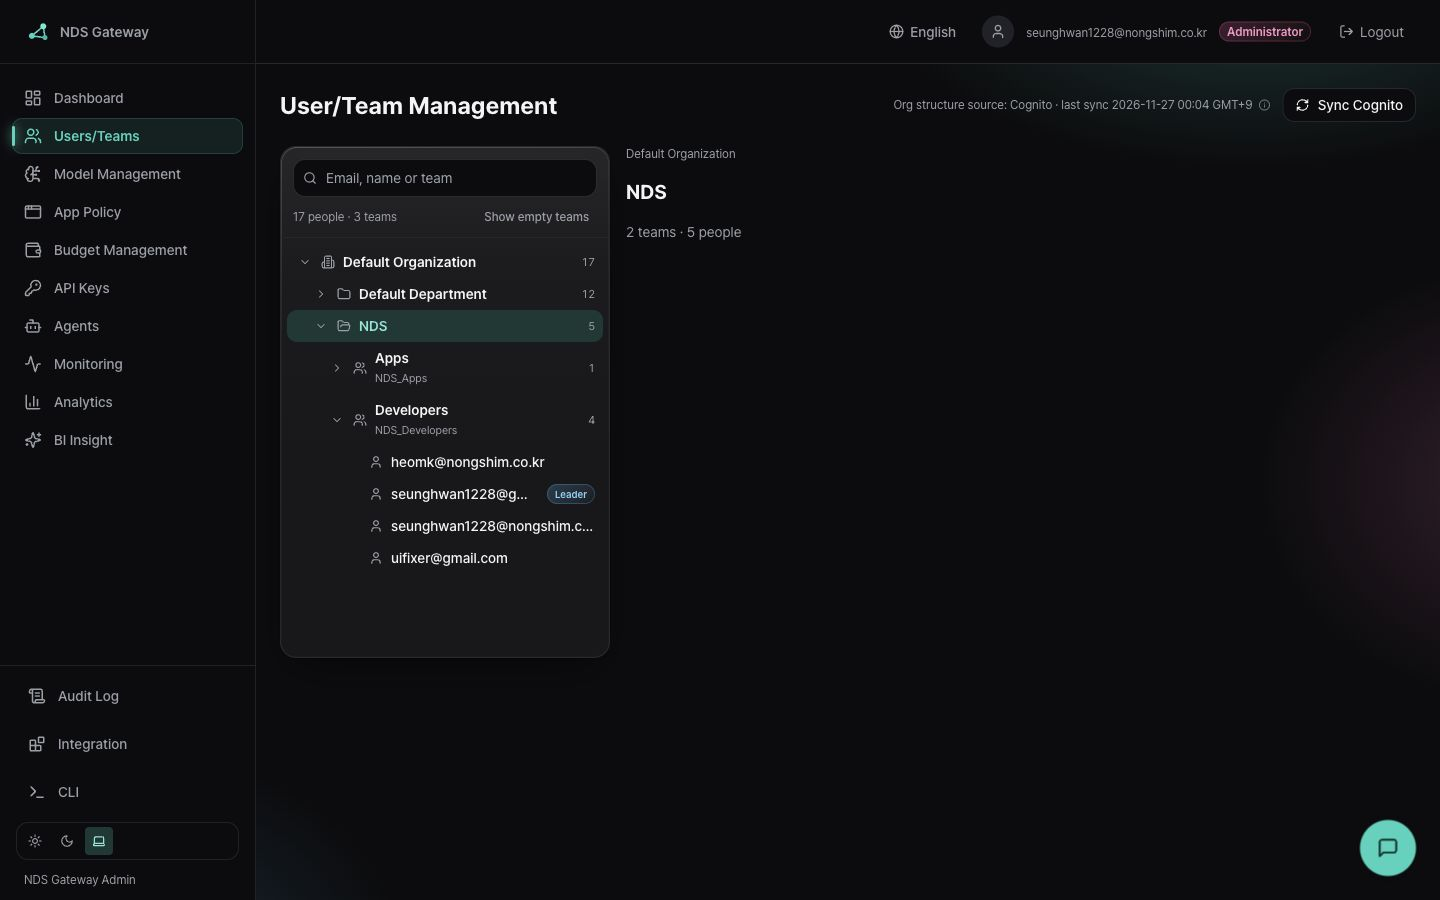 NDS Gateway
English
seunghwan1228@nongshim.co.kr
Administrator
Logout
Dashboard
Users/Teams
Model Management
App Policy
Budget Management
API Keys
Agents
Monitoring
Analytics
BI Insight
Audit Log
Integration
CLI
NDS Gateway Admin
User/Team Management
Org structure source: Cognito · last sync 2026-11-27 00:04 GMT+9
Sync Cognito
Email, name or team
17 people · 3 teams
Show empty teams
Default Organization 17
Default Department 12
NDS 5
Apps 1
NDS_Apps
Developers 4
NDS_Developers
heomk@nongshim.co.kr
seunghwan1228@g... Leader
seunghwan1228@nongshim.c...
uifixer@gmail.com
Default Organization
NDS
2 teams · 5 people